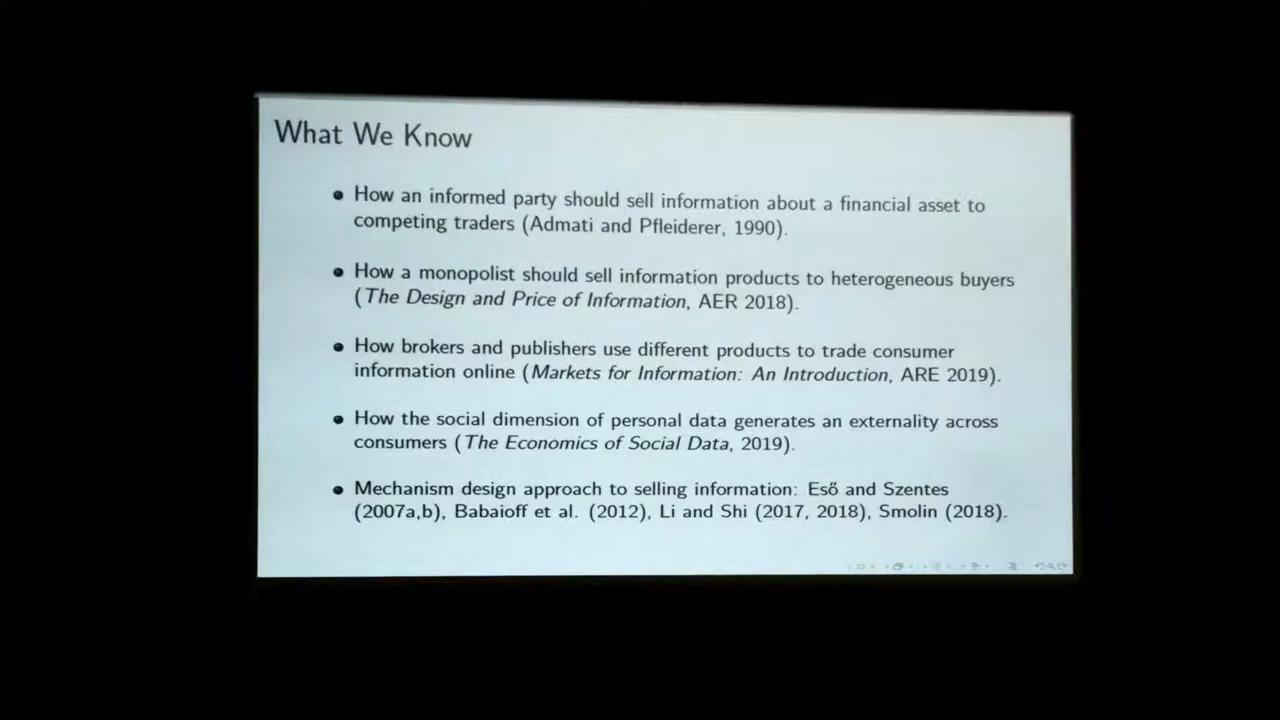 What We Know
• How an informed party should sell information about a financial asset to
competing traders (Admati and Pfleiderer, 1990).
• How a monopolist should sell information products to heterogeneous buyers
(The Design and Price of Information, AER 2018).
• How brokers and publishers use different products to trade consumer
information online (Markets for Information: An Introduction, ARE 2019).
• How the social dimension of personal data generates an externality across
consumers (The Economics of Social Data, 2019).
• Mechanism design approach to selling information: Eső and Szentes
(2007a,b), Babaioff et al. (2012), Li and Shi (2017, 2018), Smolin (2018).